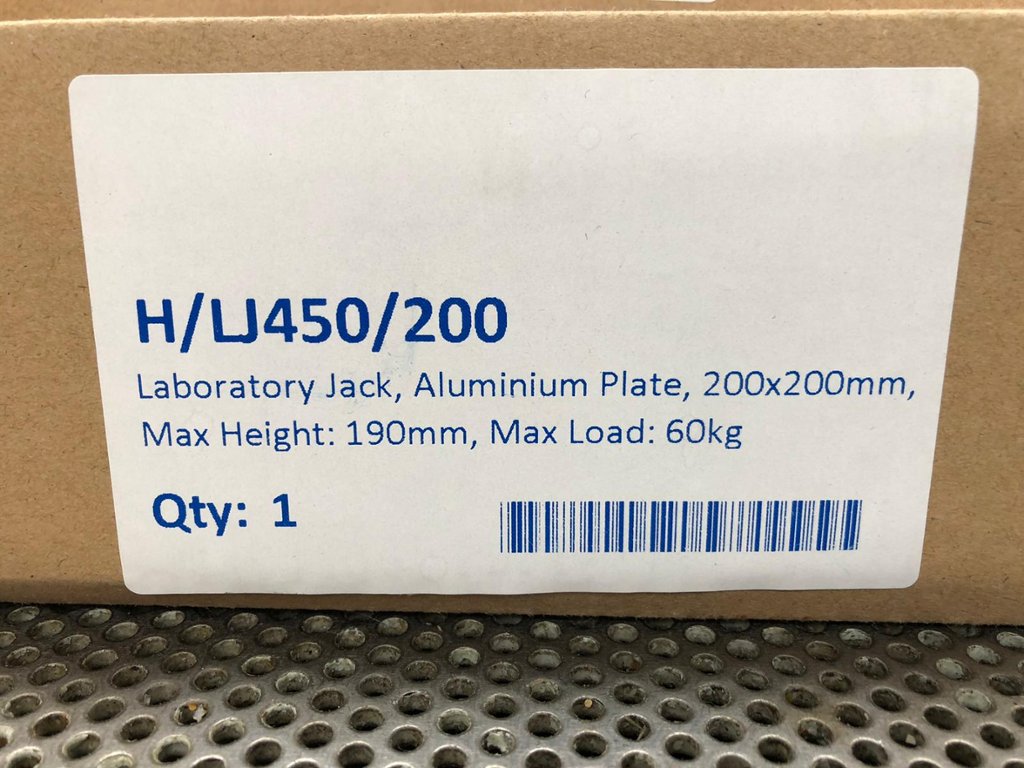 H/LJ450/200
Laboratory Jack, Aluminium Plate, 200x200mm,
Max Height: 190mm, Max Load: 60kg
Qty: 1